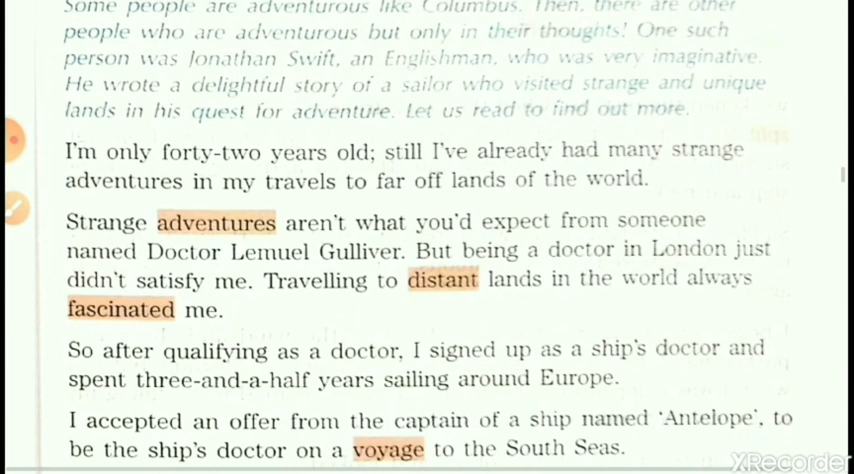 Some people are adventurous like Columbus. Then, there are other
people who are adventurous but only in their thoughts! One such
person was Jonathan Swift, an Englishman, who was very imaginative.
He wrote a delightful story of a sailor who visited strange and unique
lands in his quest for adventure. Let us read to find out more.
I'm only forty-two years old; still I've already had many strange
adventures in my travels to far off lands of the world.
Strange adventures aren't what you'd expect from someone
named Doctor Lemuel Gulliver. But being a doctor in London just
didn't satisfy me. Travelling to distant lands in the world always
fascinated me.
So after qualifying as a doctor, I signed up as a ship's doctor and
spent three-and-a-half years sailing around Europe.
I accepted an offer from the captain of a ship named 'Antelope', to
be the ship's doctor on a voyage to the South Seas.
XRecorder